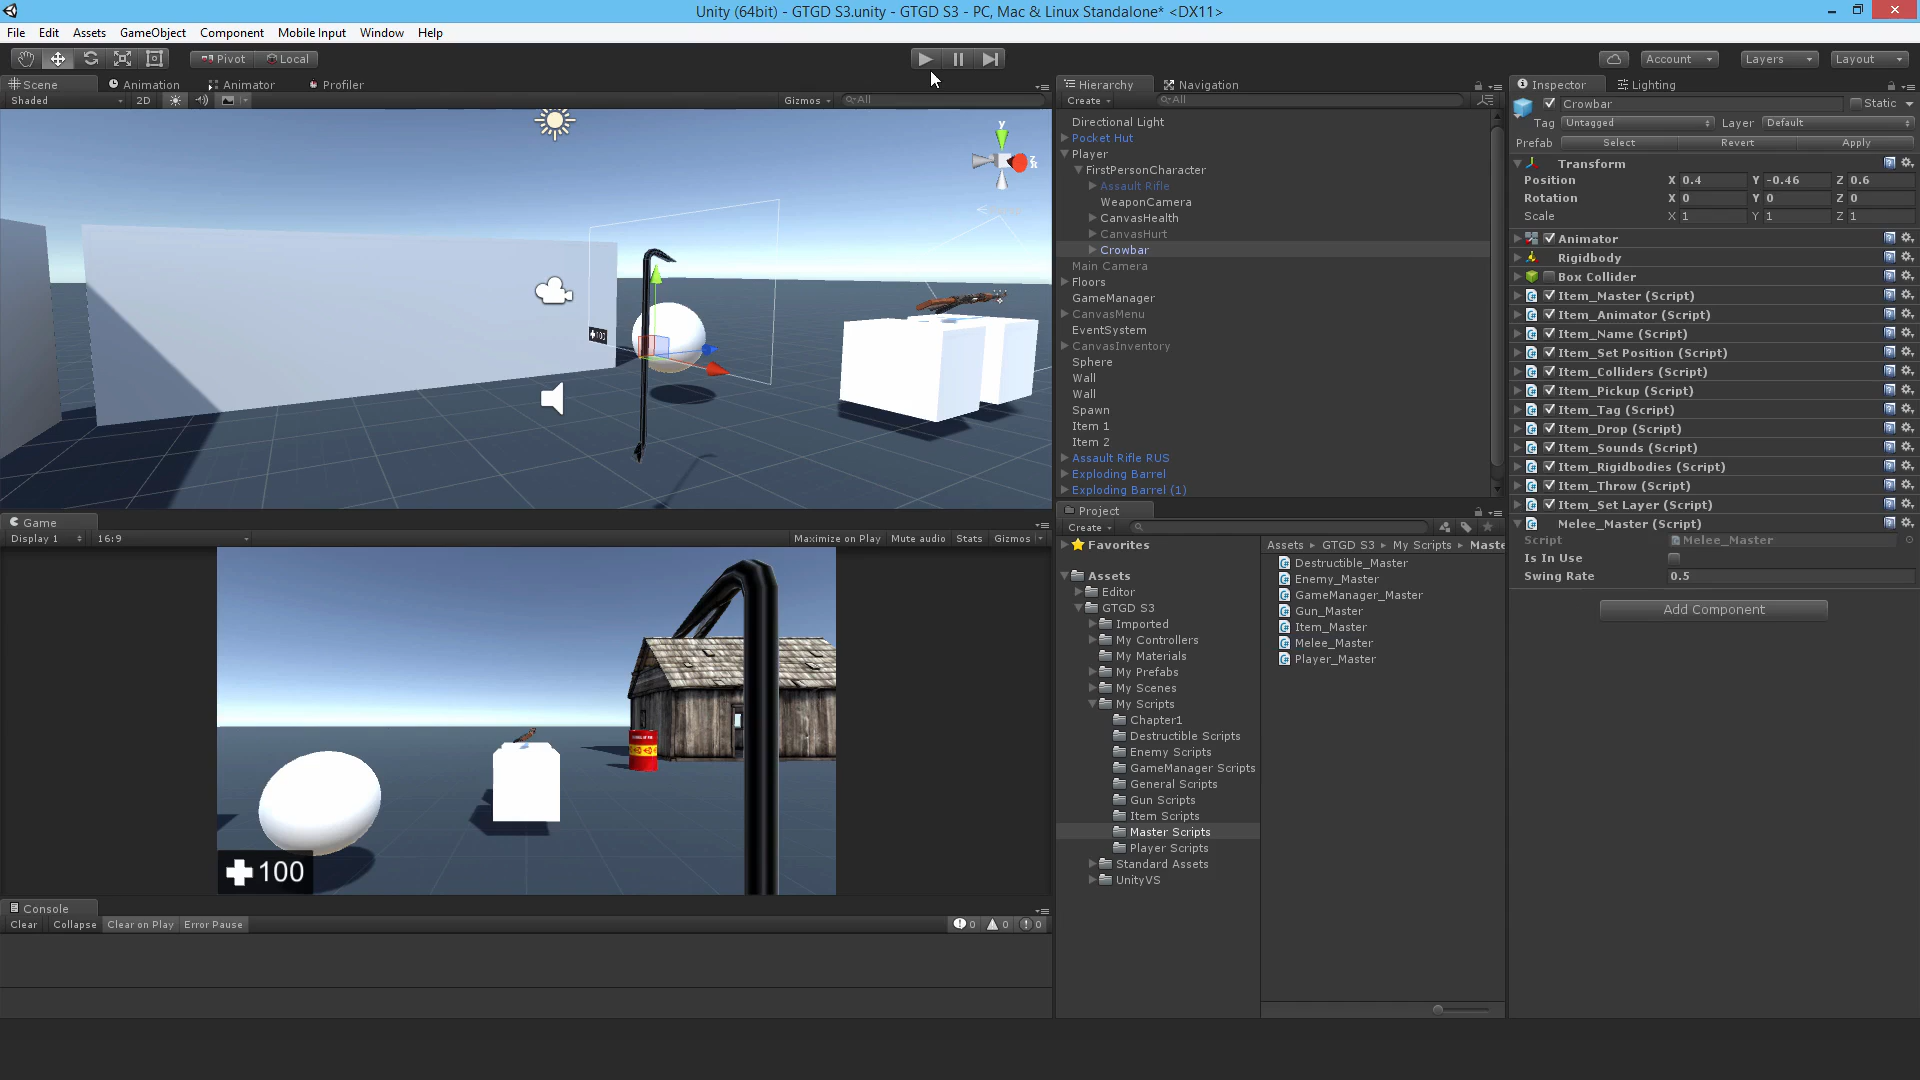 Unity (64bit) - GTGD S3.unity - GTGD S3 - PC, Mac & Linux Standalone* <DX11>
File Edit Assets GameObject Component Mobile Input Window Help
Pivot Local Account Layers Layout
Scene Animation Animator Profiler
Shaded 2D Gizmos All
Hierarchy Navigation
Create All
Directional Light
Pocket Hut
Player
FirstPersonCharacter
Assault Rifle
WeaponCamera
CanvasHealth
CanvasHurt
Crowbar
Main Camera
Floors
GameManager
CanvasMenu
EventSystem
CanvasInventory
Sphere
Wall
Wall
Spawn
Item 1
Item 2
Assault Rifle RUS
Exploding Barrel
Exploding Barrel (1)
Inspector Lighting
Crowbar Static
Tag Untagged Layer Default
Prefab Select Revert Apply
Transform
Position X 0.4 Y -0.46 Z 0.6
Rotation X 0 Y 0 Z 0
Scale X 1 Y 1 Z 1
Animator
Rigidbody
Box Collider
Item_Master (Script)
Item_Animator (Script)
Item_Name (Script)
Item_Set Position (Script)
Item_Colliders (Script)
Item_Pickup (Script)
Item_Tag (Script)
Item_Drop (Script)
Item_Sounds (Script)
Item_Rigidbodies (Script)
Item_Throw (Script)
Item_Set Layer (Script)
Melee_Master (Script)
Script Melee_Master
Is In Use
Swing Rate 0.5
Add Component
y
100
Game
Display 1 16:9 Maximize on Play Mute audio Stats Gizmos
100
Project
Create
Favorites
Assets
Editor
GTGD S3
Imported
My Controllers
My Materials
My Prefabs
My Scenes
My Scripts
Chapter1
Destructible Scripts
Enemy Scripts
GameManager Scripts
General Scripts
Gun Scripts
Item Scripts
Master Scripts
Player Scripts
Standard Assets
UnityVS
Assets GTGD S3 My Scripts Maste
Destructible_Master
Enemy_Master
GameManager_Master
Gun_Master
Item_Master
Melee_Master
Player_Master
Console
Clear Collapse Clear on Play Error Pause 0 0 0